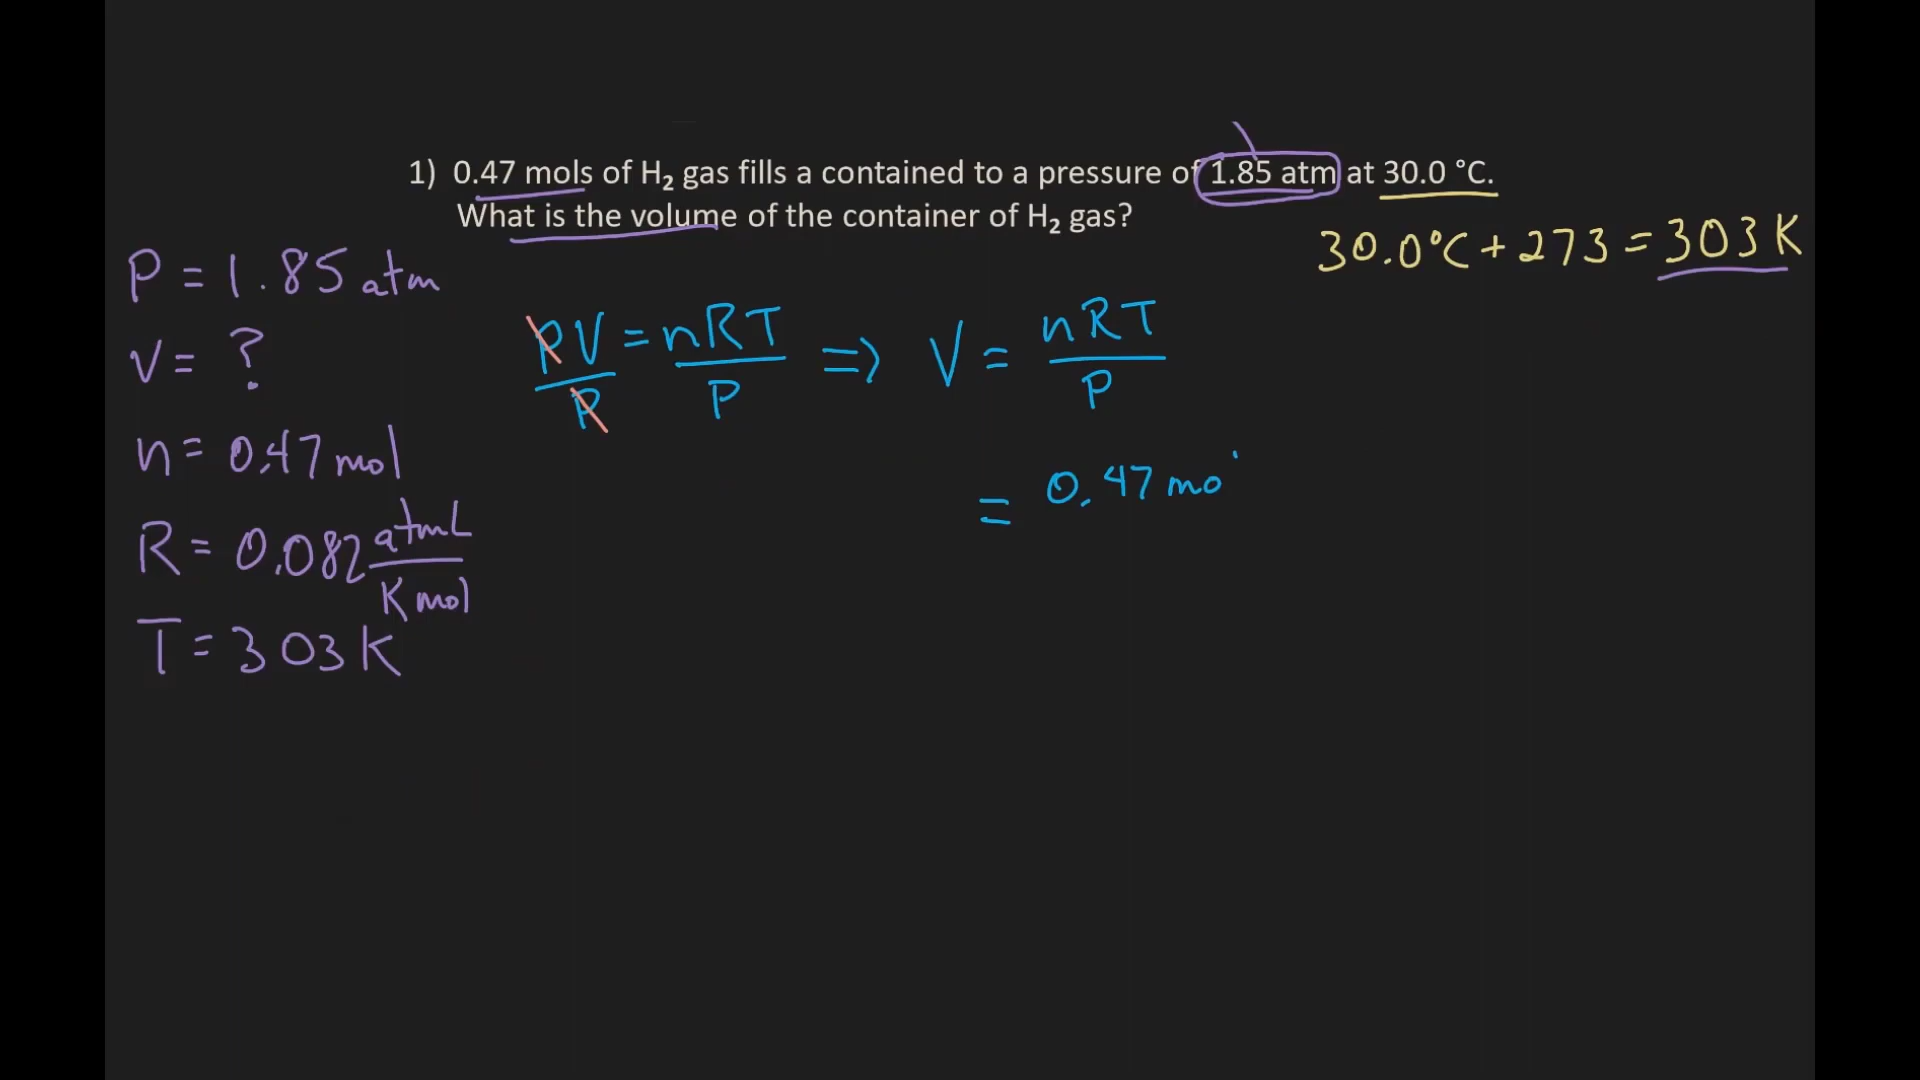 1) 0.47 mols of H₂ gas fills a contained to a pressure of 1.85 atm at 30.0 °C.
What is the volume of the container of H₂ gas?
30.0°C + 273 = 303 K
P = 1.85 atm
V = ?
n = 0.47 mol
R = 0.082 atm L / K mol
T = 303 K
PV / P = nRT / P => V = nRT / P
= 0.47 mo